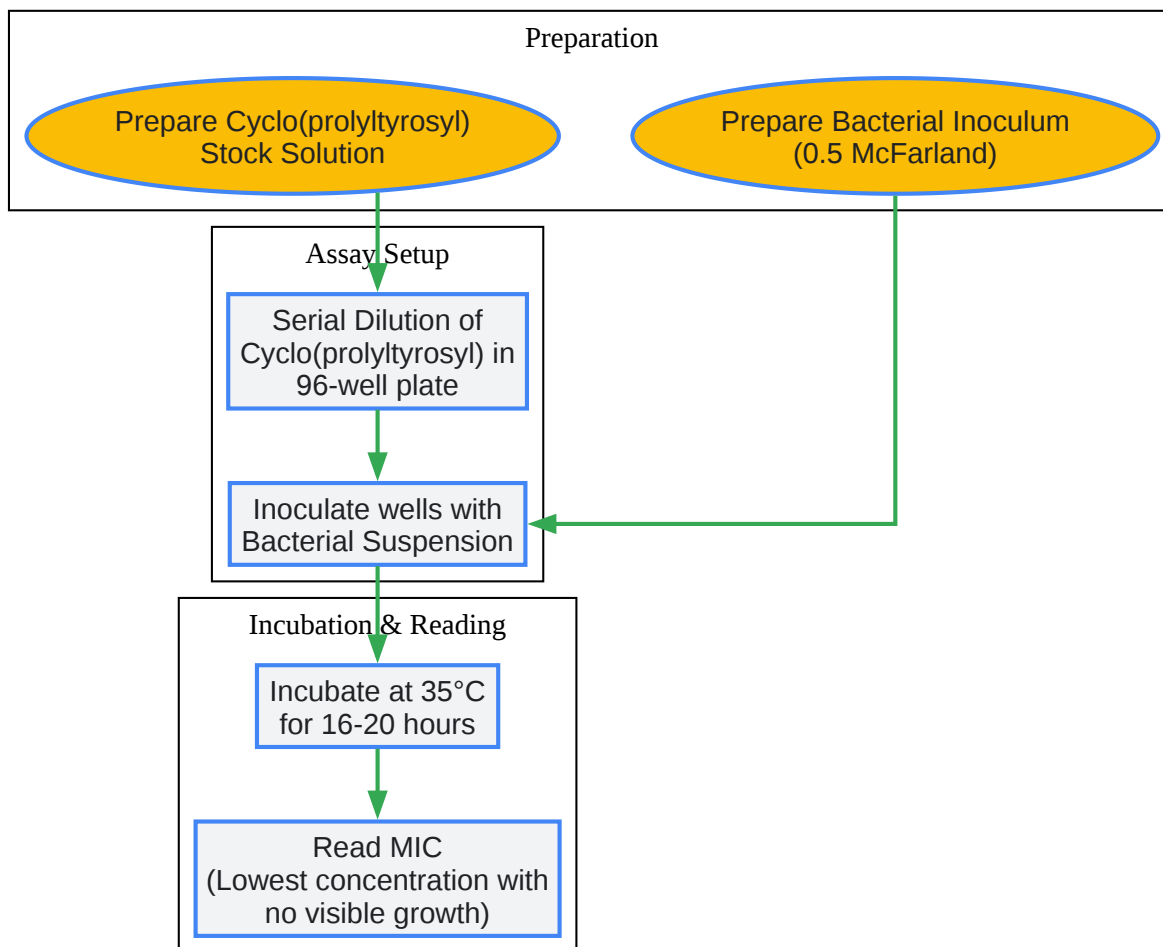 Preparation
Prepare Cyclo(prolyltyrosyl)
Stock Solution
Prepare Bacterial Inoculum
(0.5 McFarland)
Assay Setup
Serial Dilution of
Cyclo(prolyltyrosyl) in
96-well plate
Inoculate wells with
Bacterial Suspension
Incubation & Reading
Incubate at 35°C
for 16-20 hours
Read MIC
(Lowest concentration with
no visible growth)